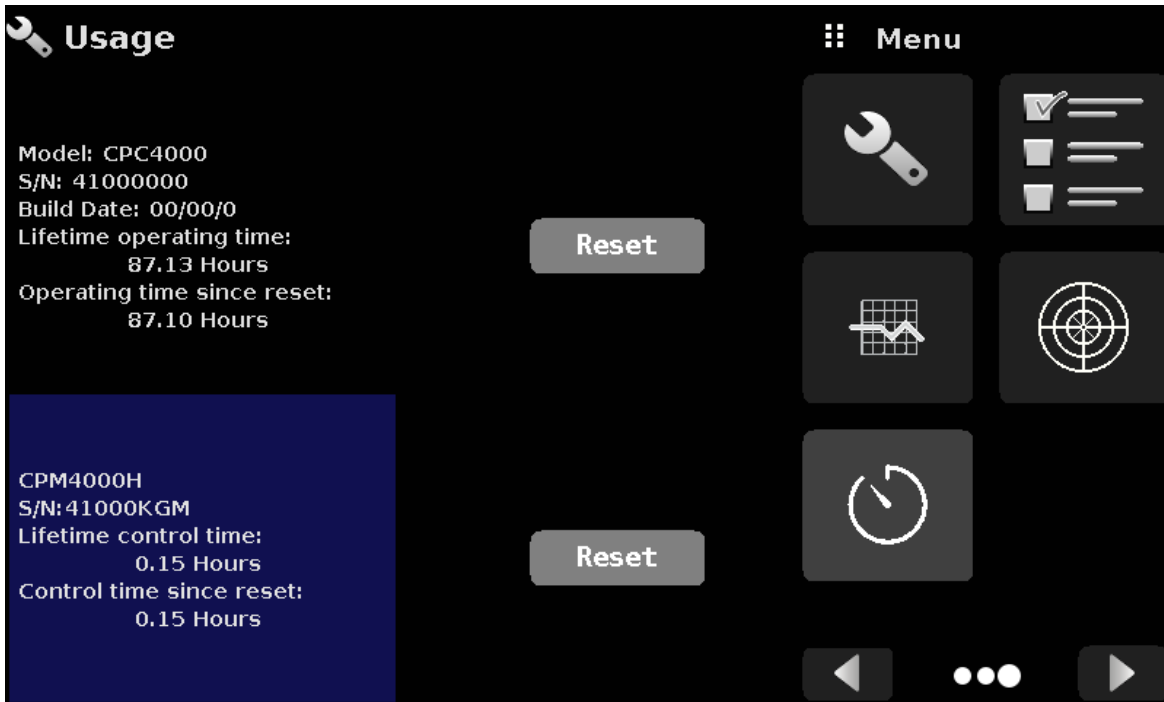 Usage
Menu
Model: CPC4000
S/N: 41000000
Build Date: 00/00/0
Lifetime operating time:
87.13 Hours
Operating time since reset:
87.10 Hours
Reset
CPM4000H
S/N:41000KGM
Lifetime control time:
0.15 Hours
Control time since reset:
0.15 Hours
Reset